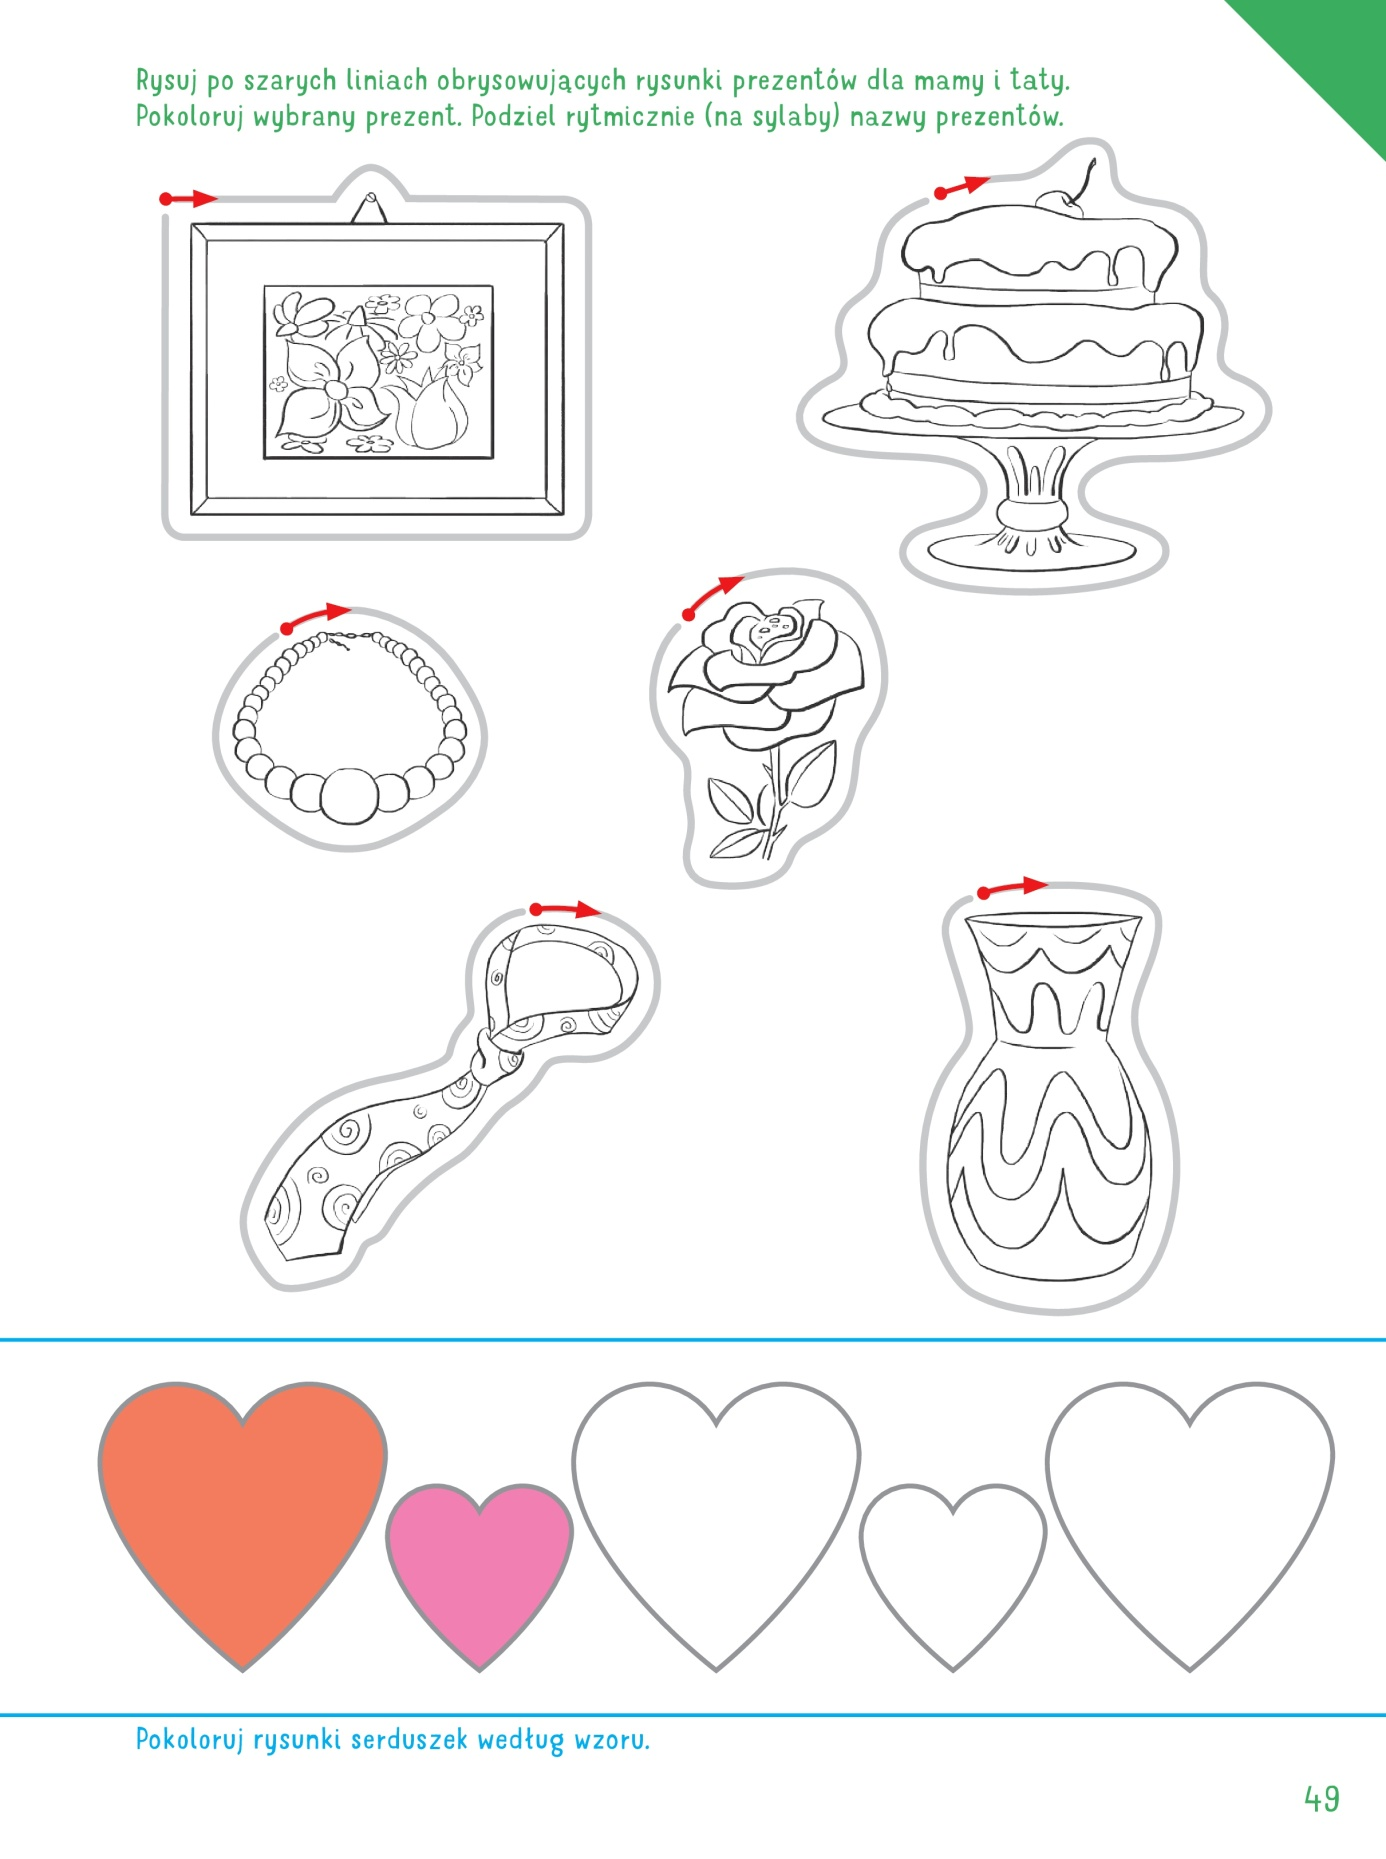 Rysuj po szarych liniach obrysowujących rysunki prezentów dla mamy i taty.
Pokoloruj wybrany prezent. Podziel rytmicznie (na sylaby) nazwy prezentów.
Pokoloruj rysunki serduszek według wzoru.
49